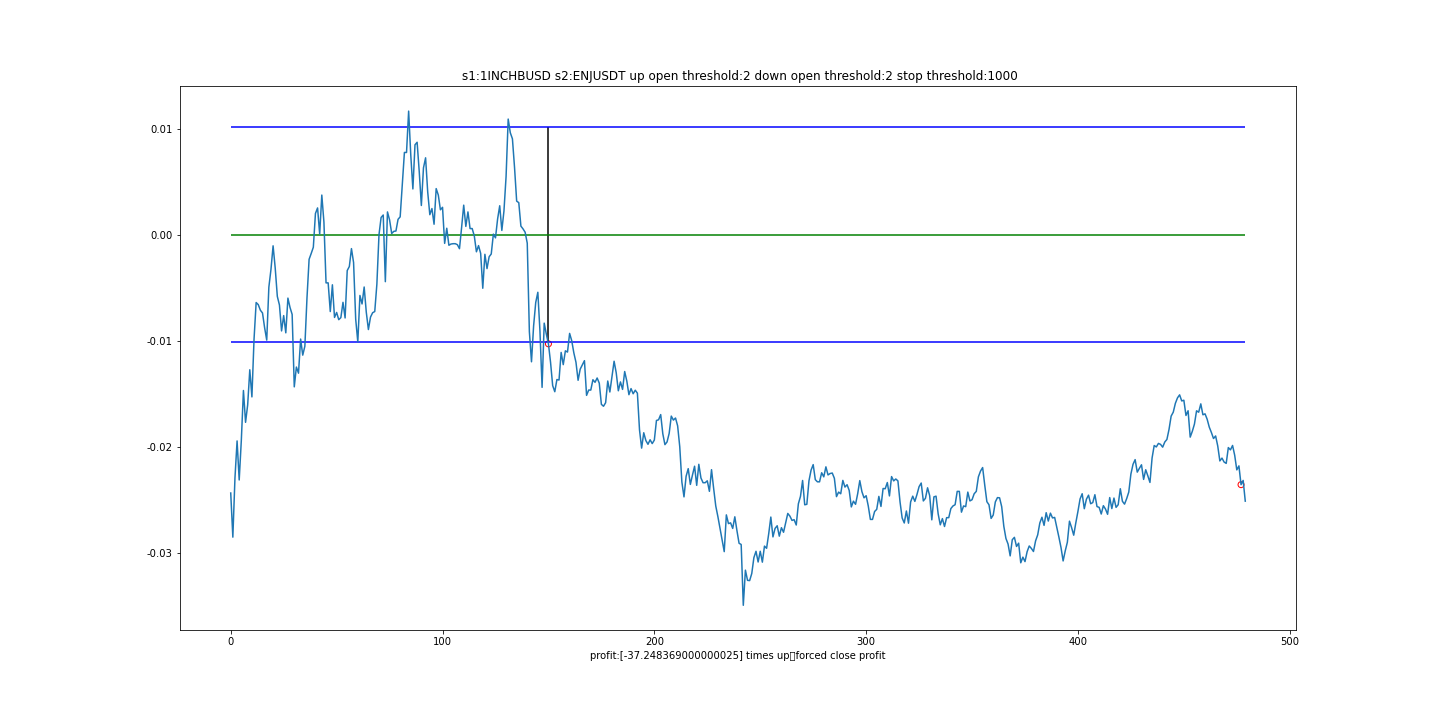 s1:1INCHBUSD s2:ENJUSDT up open threshold:2 down open threshold:2 stop threshold:1000
0.01
0.00
-0.01
-0.02
-0.03
0 100 200 300 400 500
profit:[-37.248369000000025] times up▯forced close profit